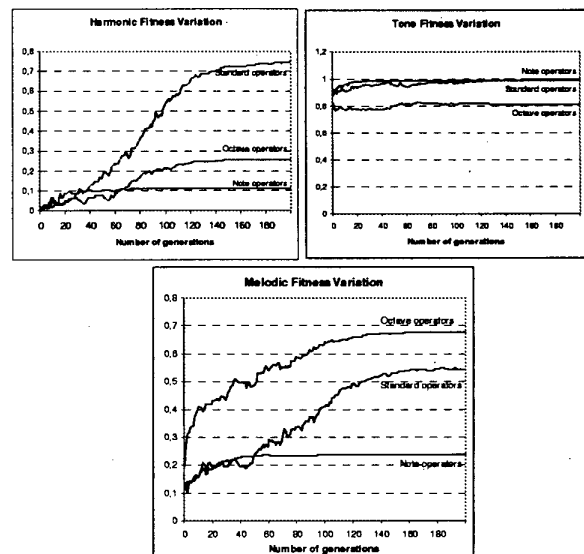 Harmonic Fitness Variation
0,8
0,7
0,6
0,5
0,4
0,3
0,2
0,1
0
Standard operators
Octave operators
Note operators
0 20 40 60 80 100 120 140 160 180
Number of generations
Tone Fitness Variation
1,2
1
0,8
0,6
0,4
0,2
0
Note operators
Standard operators
Octave operators
0 20 40 60 80 100 120 140 160 180
Number of generations
Melodic Fitness Variation
0,8
0,7
0,6
0,5
0,4
0,3
0,2
0,1
0
Octave operators
Standard operators
Note operators
0 20 40 60 80 100 120 140 160 180
Number of generations